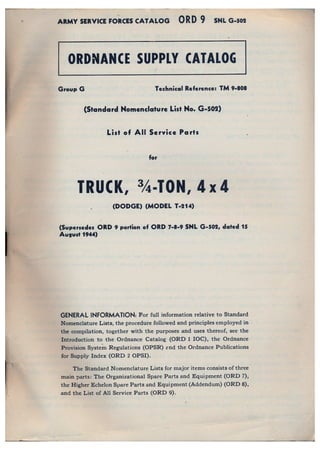 ARMY SERVICE FORCES CATALOG ORD 9 SNL G-502
ORDNANCE SUPPLY CATALOG
Group G Technical Reference: TM 9-808
(Standard Nomenclature List No. G-502)
List of All Service Parts
for
TRUCK, ¾-TON, 4x4
(DODGE) (MODEL T-214)
(Supersedes ORD 9 portion of ORD 7-8-9 SNL G-502, dated 15
August 1944)
GENERAL INFORMATION: For full information relative to Standard
Nomenclature Lists, the procedure followed and principles employed in
the compilation, together with the purposes and uses thereof, see the
Introduction to the Ordnance Catalog (ORD 1 IOC), the Ordnance
Provision System Regulations (OPSR) and the Ordnance Publications
for Supply Index (ORD 2 OPSI).
The Standard Nomenclature Lists for major items consists of three
main parts: The Organizational Spare Parts and Equipment (ORD 7),
the Higher Echelon Spare Parts and Equipment (Addendum) (ORD 8),
and the List of All Service Parts (ORD 9).